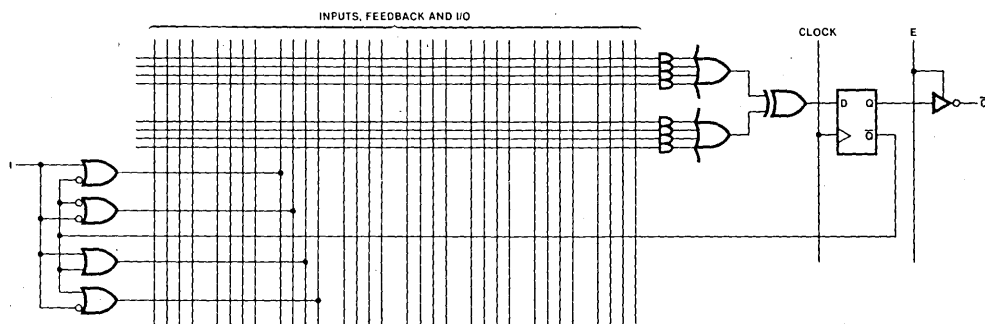 INPUTS, FEEDBACK AND I/O
CLOCK
E
D
Q
Q̅
Q̅
I